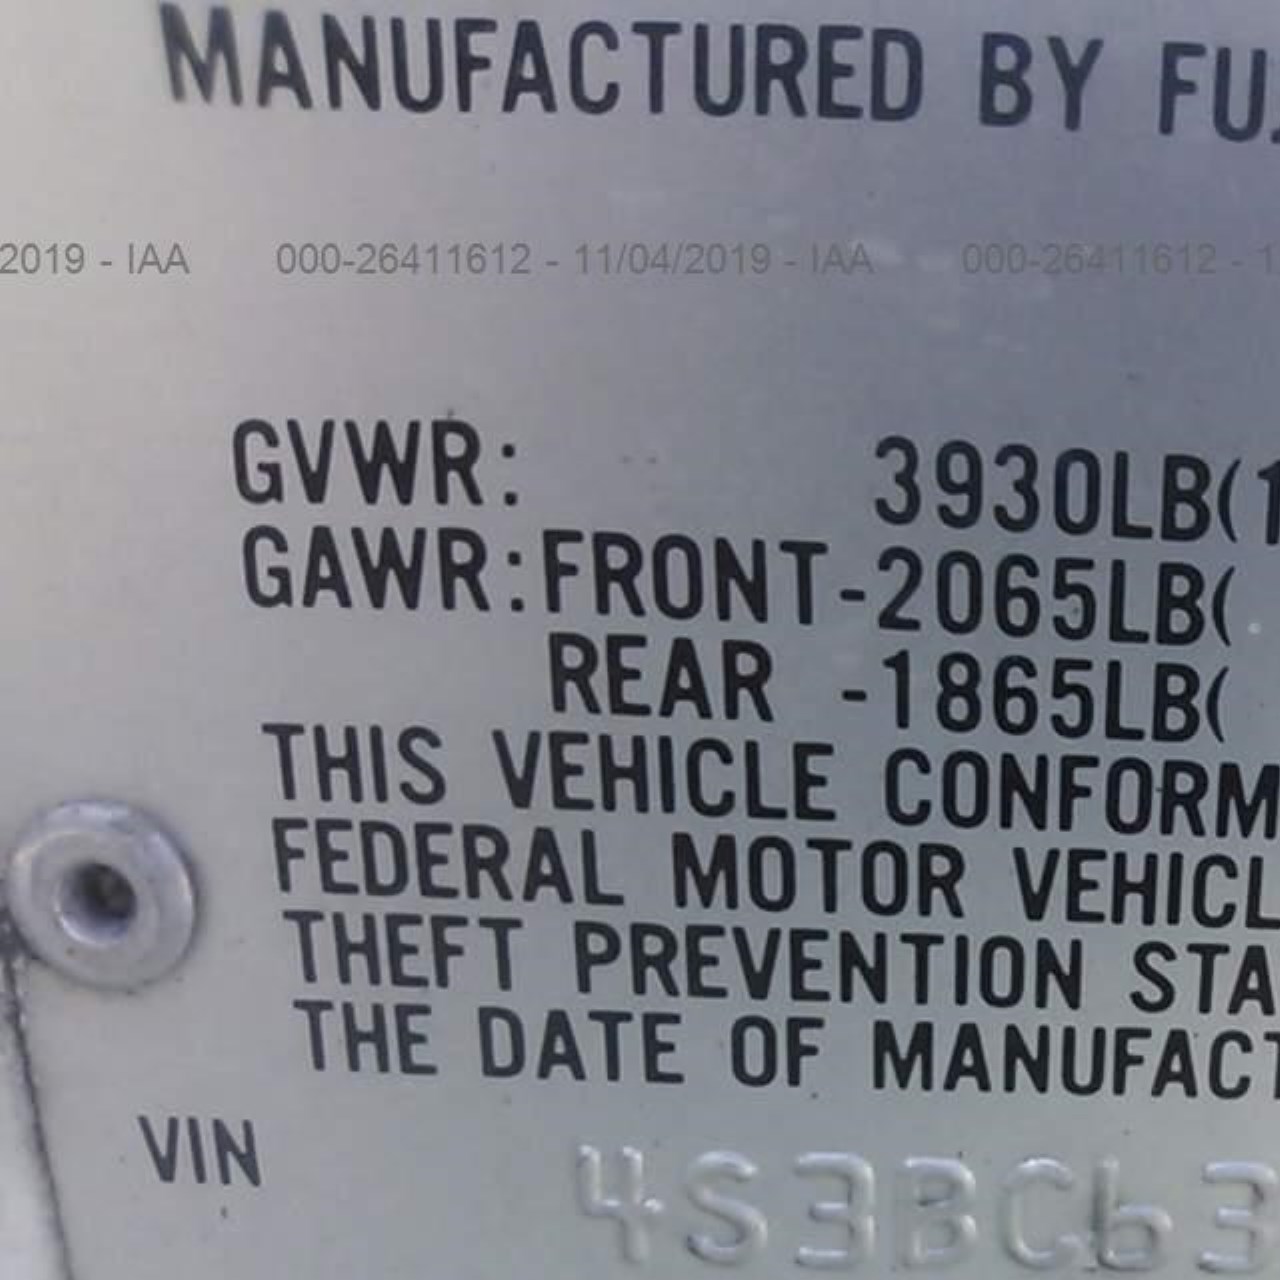 MANUFACTURED BY FU
2019 - IAA 000-26411612 - 11/04/2019 - IAA 000-26411612 - 1
GVWR: 3930LB(1
GAWR:FRONT-2065LB(
REAR -1865LB(
THIS VEHICLE CONFORM
FEDERAL MOTOR VEHICL
THEFT PREVENTION STA
THE DATE OF MANUFACT
VIN 4S3BC63